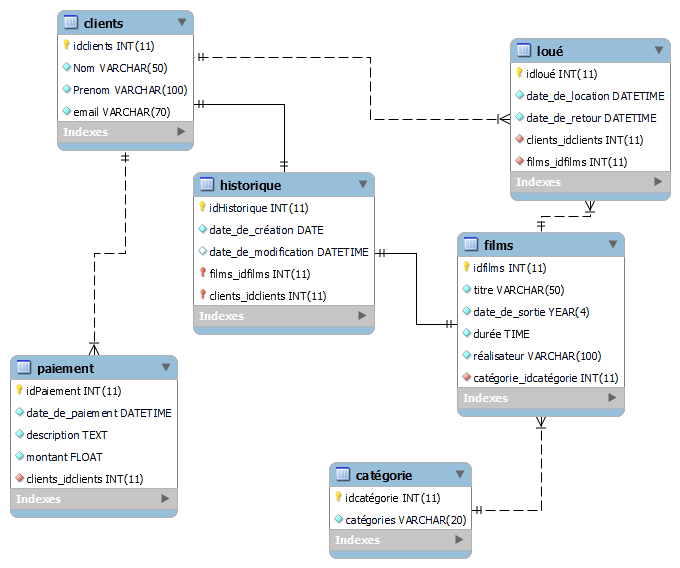 clients
idclients INT(11)
Nom VARCHAR(50)
Prenom VARCHAR(100)
email VARCHAR(70)
Indexes
loué
idloué INT(11)
date_de_location DATETIME
date_de_retour DATETIME
clients_idclients INT(11)
films_idfilms INT(11)
Indexes
historique
idHistorique INT(11)
date_de_création DATE
date_de_modification DATETIME
films_idfilms INT(11)
clients_idclients INT(11)
Indexes
films
idfilms INT(11)
titre VARCHAR(50)
date_de_sortie YEAR(4)
durée TIME
réalisateur VARCHAR(100)
catégorie_idcatégorie INT(11)
Indexes
paiement
idPaiement INT(11)
date_de_paiement DATETIME
description TEXT
montant FLOAT
clients_idclients INT(11)
Indexes
catégorie
idcatégorie INT(11)
catégories VARCHAR(20)
Indexes